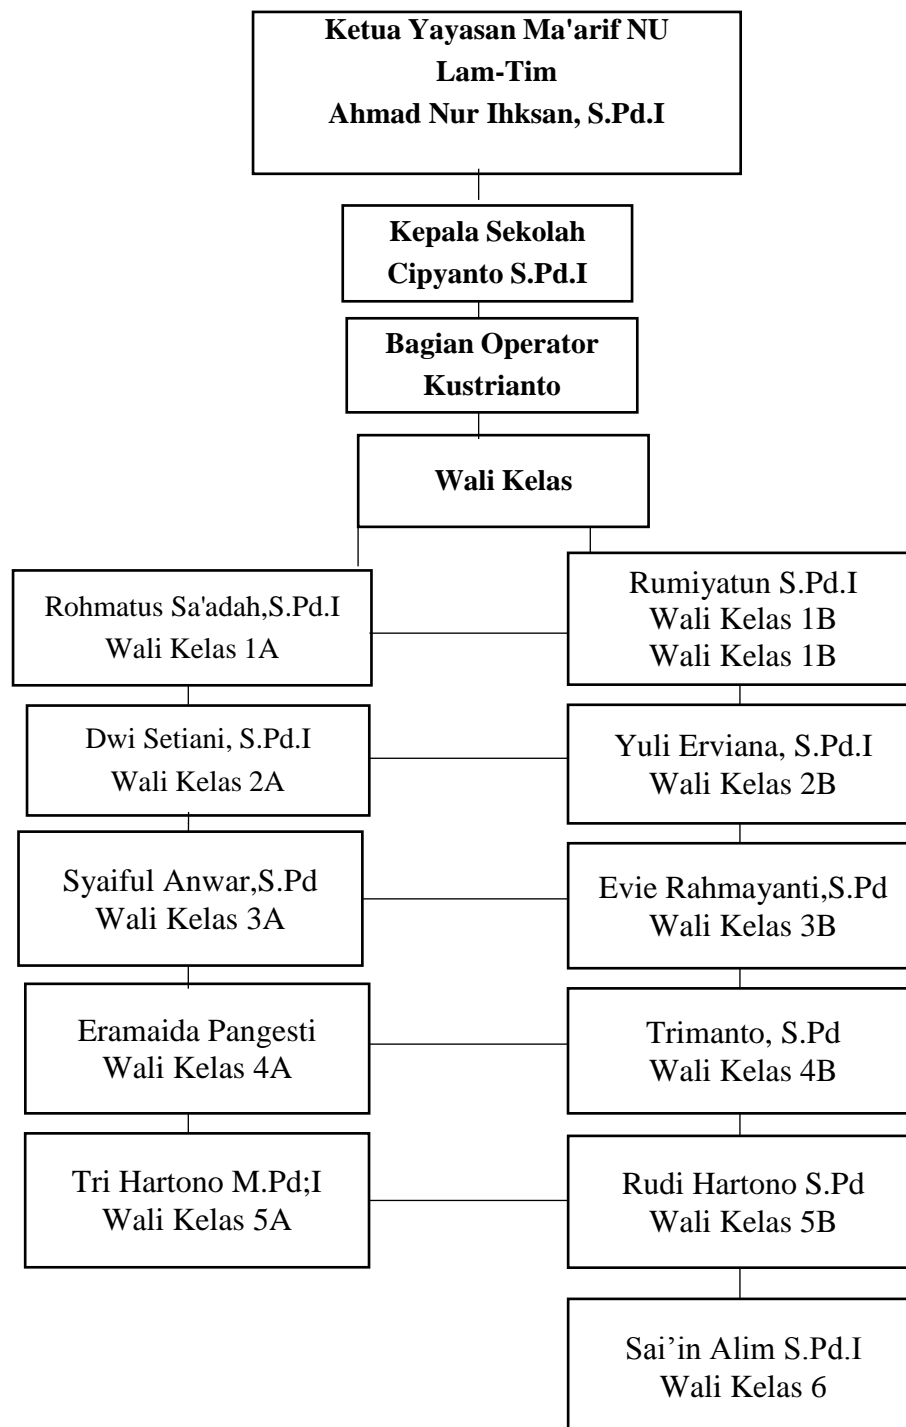 Ketua Yayasan Ma'arif NU
Lam-Tim
Ahmad Nur Ihksan, S.Pd.I
Kepala Sekolah
Cipyanto S.Pd.I
Bagian Operator
Kustrianto
Wali Kelas
Rohmatus Sa'adah,S.Pd.I
Wali Kelas 1A
Rumiyatun S.Pd.I
Wali Kelas 1B
Wali Kelas 1B
Dwi Setiani, S.Pd.I
Wali Kelas 2A
Yuli Erviana, S.Pd.I
Wali Kelas 2B
Syaiful Anwar,S.Pd
Wali Kelas 3A
Evie Rahmayanti,S.Pd
Wali Kelas 3B
Eramaida Pangesti
Wali Kelas 4A
Trimanto, S.Pd
Wali Kelas 4B
Tri Hartono M.Pd;I
Wali Kelas 5A
Rudi Hartono S.Pd
Wali Kelas 5B
Sai’in Alim S.Pd.I
Wali Kelas 6